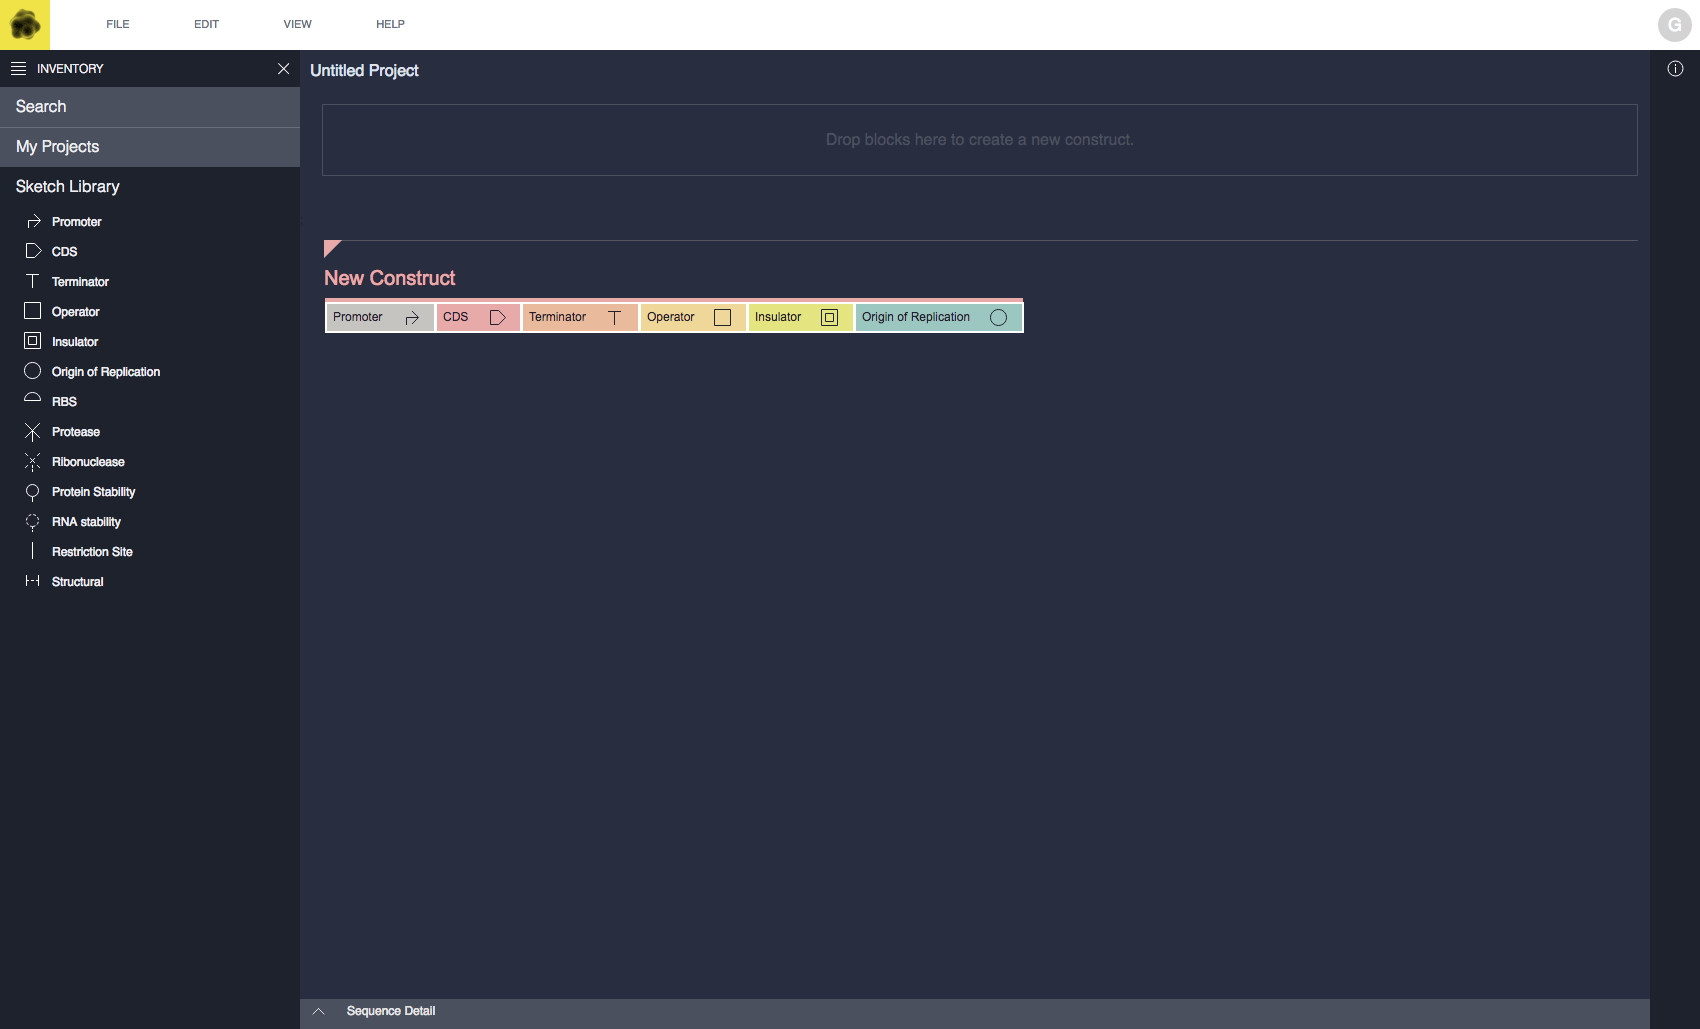 FILE EDIT VIEW HELP G
INVENTORY
Search
My Projects
Sketch Library
Promoter
CDS
Terminator
Operator
Insulator
Origin of Replication
RBS
Protease
Ribonuclease
Protein Stability
RNA stability
Restriction Site
Structural
Untitled Project
Drop blocks here to create a new construct.
New Construct
Promoter CDS Terminator Operator Insulator Origin of Replication
Sequence Detail